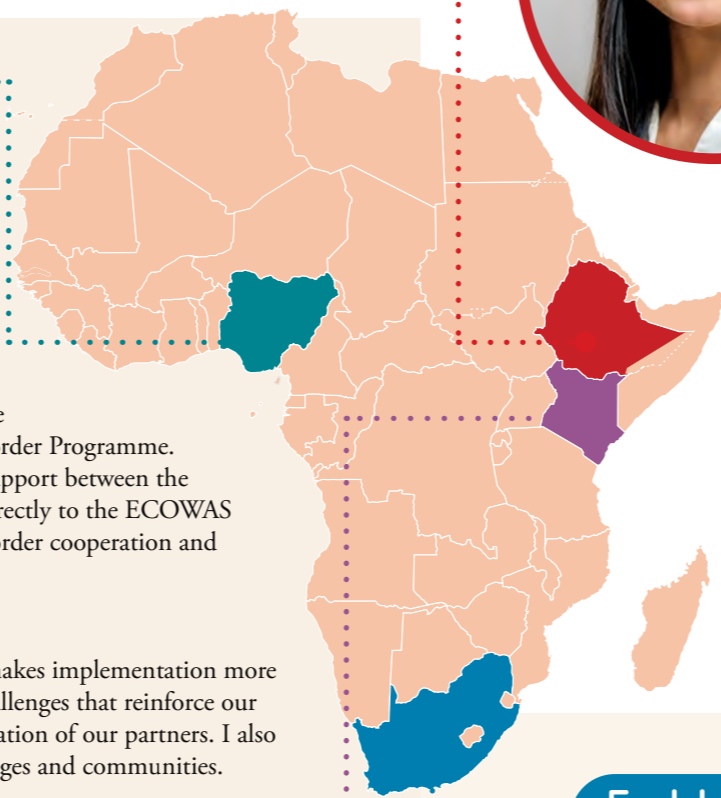 order Programme.
pport between the
rectly to the ECOWAS
order cooperation and
akes implementation more
allenges that reinforce our
ation of our partners. I also
ges and communities.